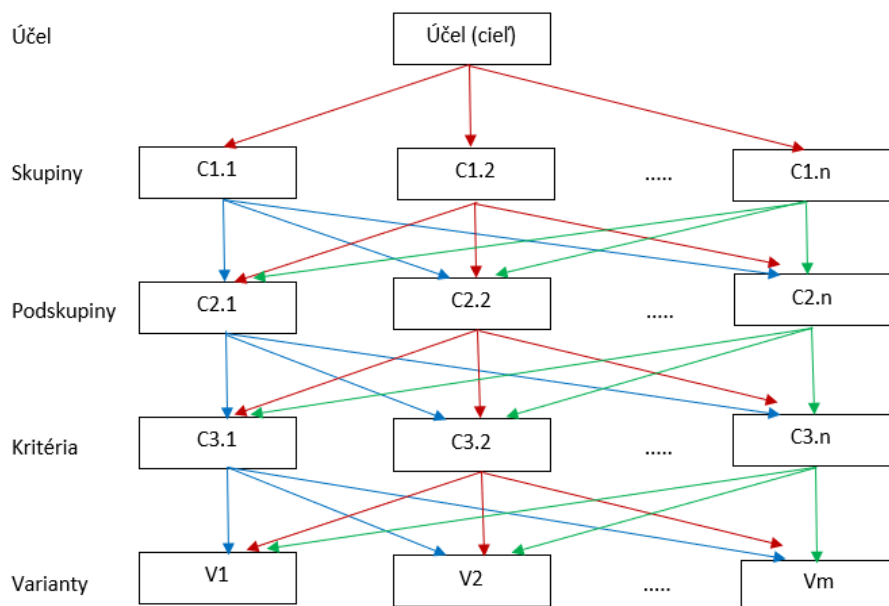 Účel
Účel (cieľ)
Skupiny
C1.1
C1.2
.....
C1.n
Podskupiny
C2.1
C2.2
.....
C2.n
Kritéria
C3.1
C3.2
.....
C3.n
Varianty
V1
V2
.....
Vm